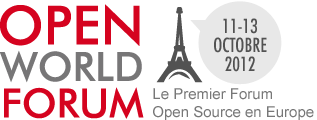 OPEN
WORLD
FORUM
11-13
OCTOBRE
2012
Le Premier Forum
Open Source en Europe